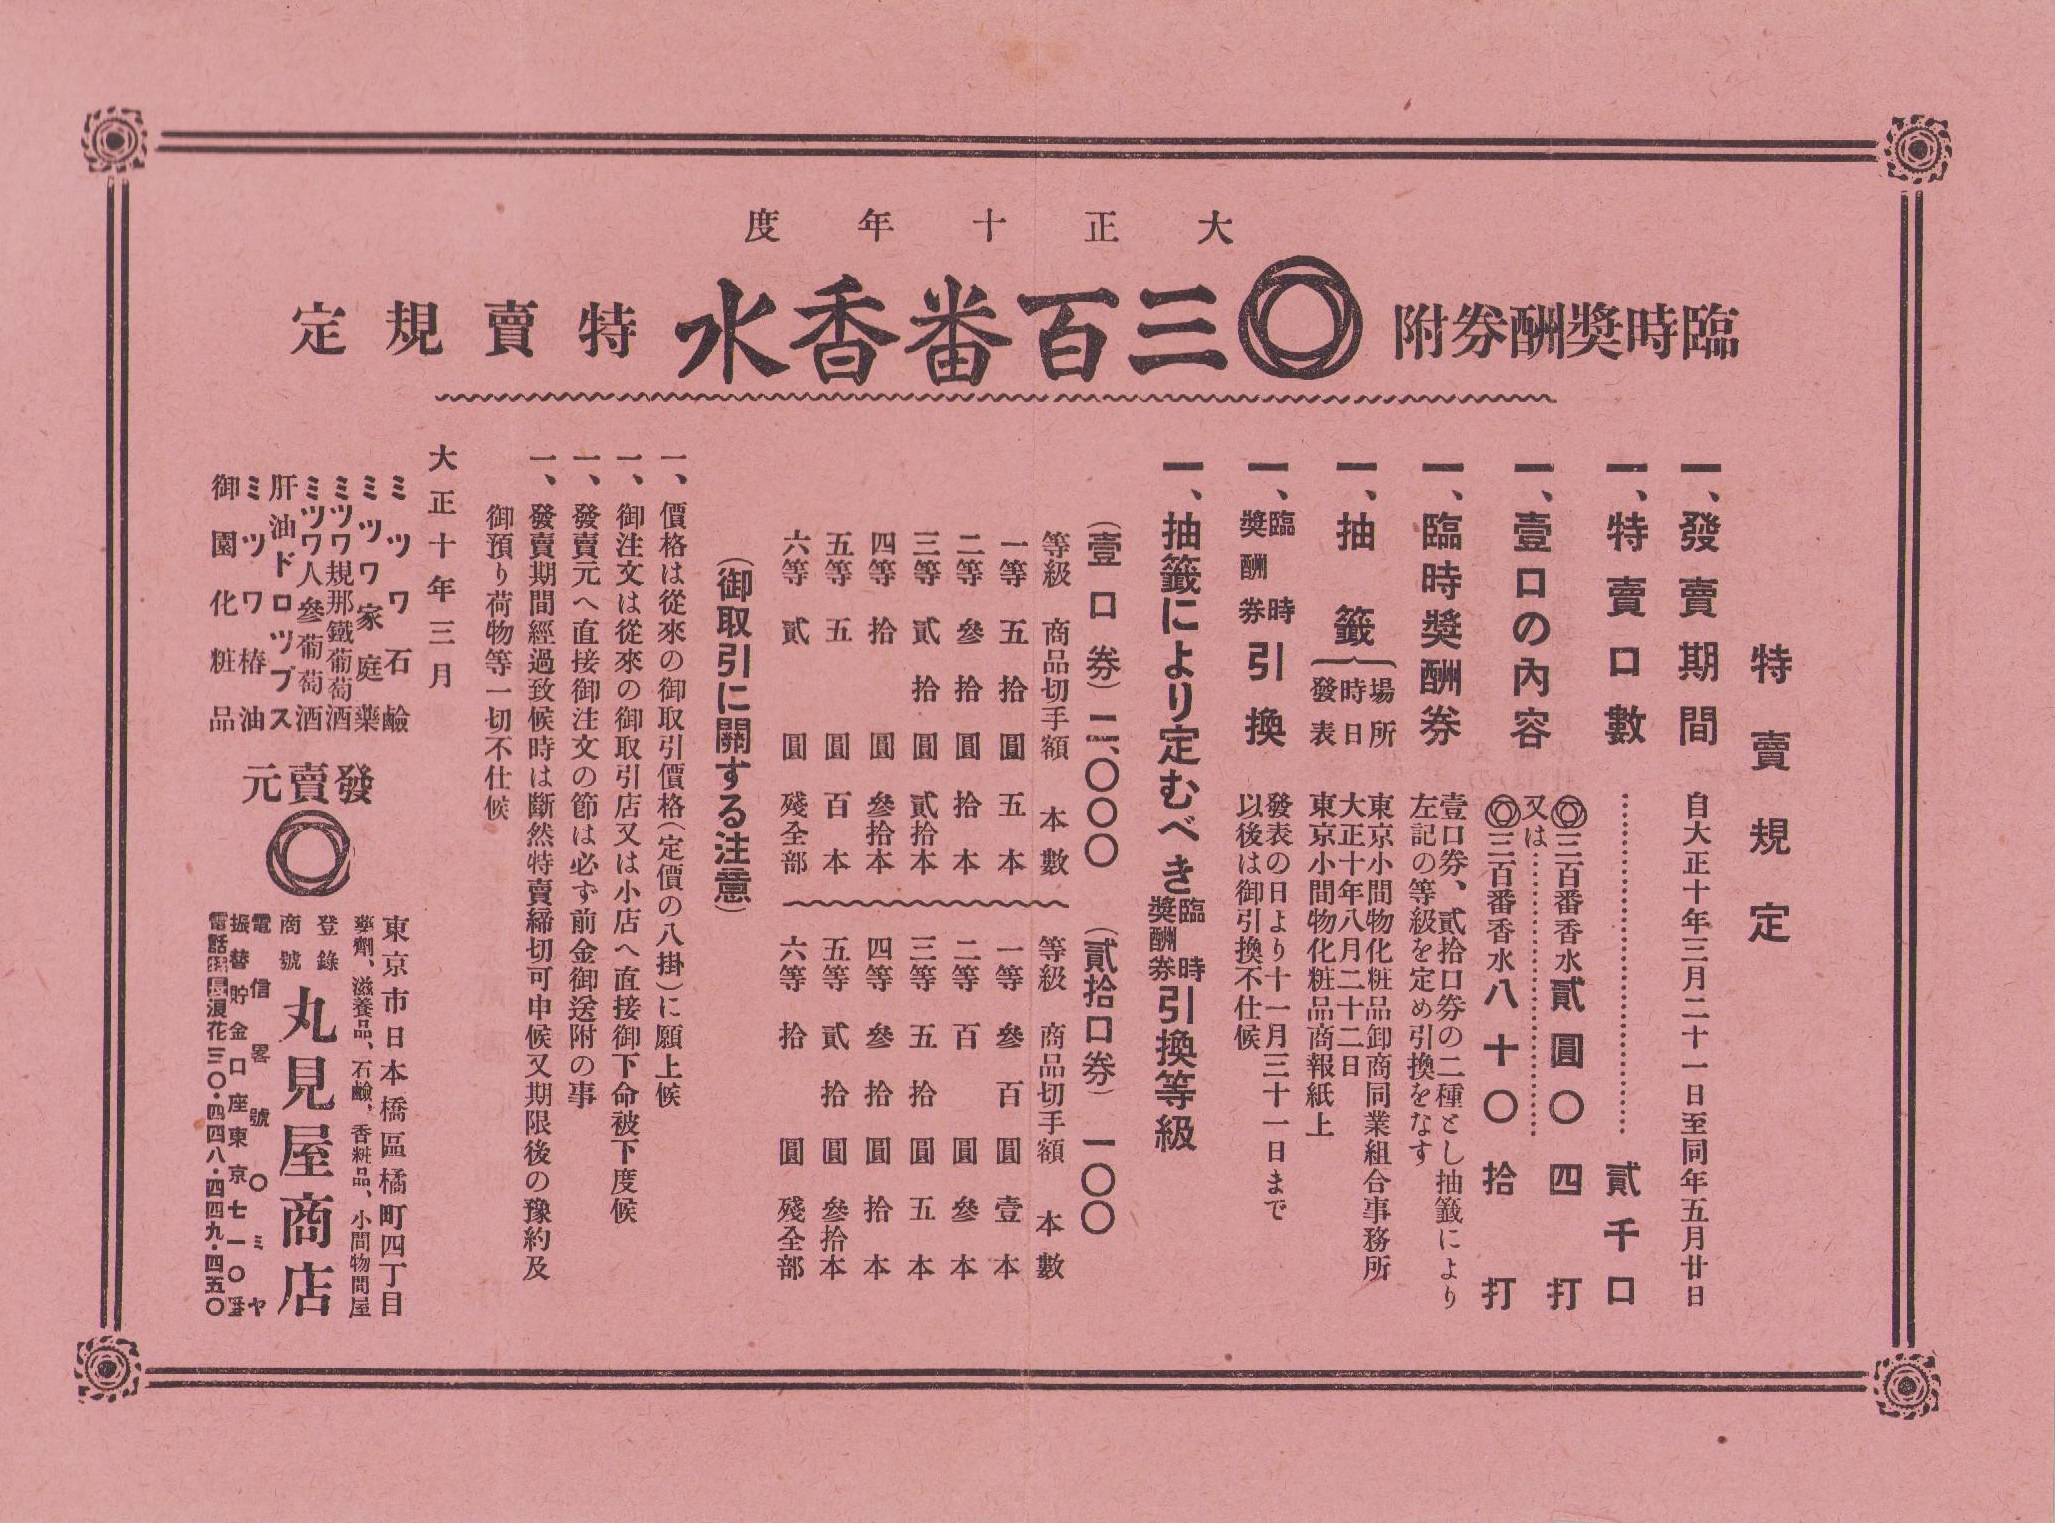 大正十年度
臨時奬酬券附 ◎三百番香水 特賣規定
特賣規定
一、發賣期間 自大正十年三月二十一日至同年五月廿日
一、特賣口數 ………… 貳千口
一、壹口の內容 ◎三百番香水貳圓〇四打
又は…………
◎三百番香水八十〇拾打
一、臨時奬酬券 壹口券、貳拾口券の二種とし抽籤により
左記の等級を定め引換をなす
一、抽籤 場所 東京小間物化粧品卸商同業組合事務所
時日 大正十年八月二十二日
發表 東京小間物化粧品商報紙上
一、臨時奬酬券引換 發表の日より十一月三十一日まで
以後は御引換不仕候
一、抽籤により定むべき臨時奬酬券引換等級
(壹口券)二、〇〇〇
等級 商品切手額 本數
一等 五拾圓 五本
二等 參拾圓 拾本
三等 貳拾圓 貳拾本
四等 拾圓 參拾本
五等 五圓 百本
六等 貳圓 殘全部
(貳拾口券)一〇〇
等級 商品切手額 本數
一等 參百圓 壹本
二等 百圓 參本
三等 五拾圓 五本
四等 參拾圓 拾本
五等 貳拾圓 參拾本
六等 拾圓 殘全部
(御取引に關する注意)
一、價格は從來の御取引價格(定價の八掛)に願上候
一、御注文は從來の御取引店又は小店へ直接御下命被下度候
一、發賣元へ直接御注文の節は必ず前金御送附の事
一、發賣期間經過致候時は斷然特賣締切可申候又期限後の豫約及
御預り荷物等一切不仕候
大正十年三月
ミツワ石鹼
ミツワ家庭藥
ミツワ規那鐵葡萄酒
ミツワ人參葡萄酒
肝油ドロップス
ミツワ椿油
御園化粧品
發賣元
東京市日本橋區橘町四丁目
藥劑、滋養品、石鹼、香粧品、小間物問屋
登錄商號 丸見屋商店
電信畧號〇ミヤ
振替貯金口座東京七一〇番
電話浪花三〇・四四八・四四九・四五〇